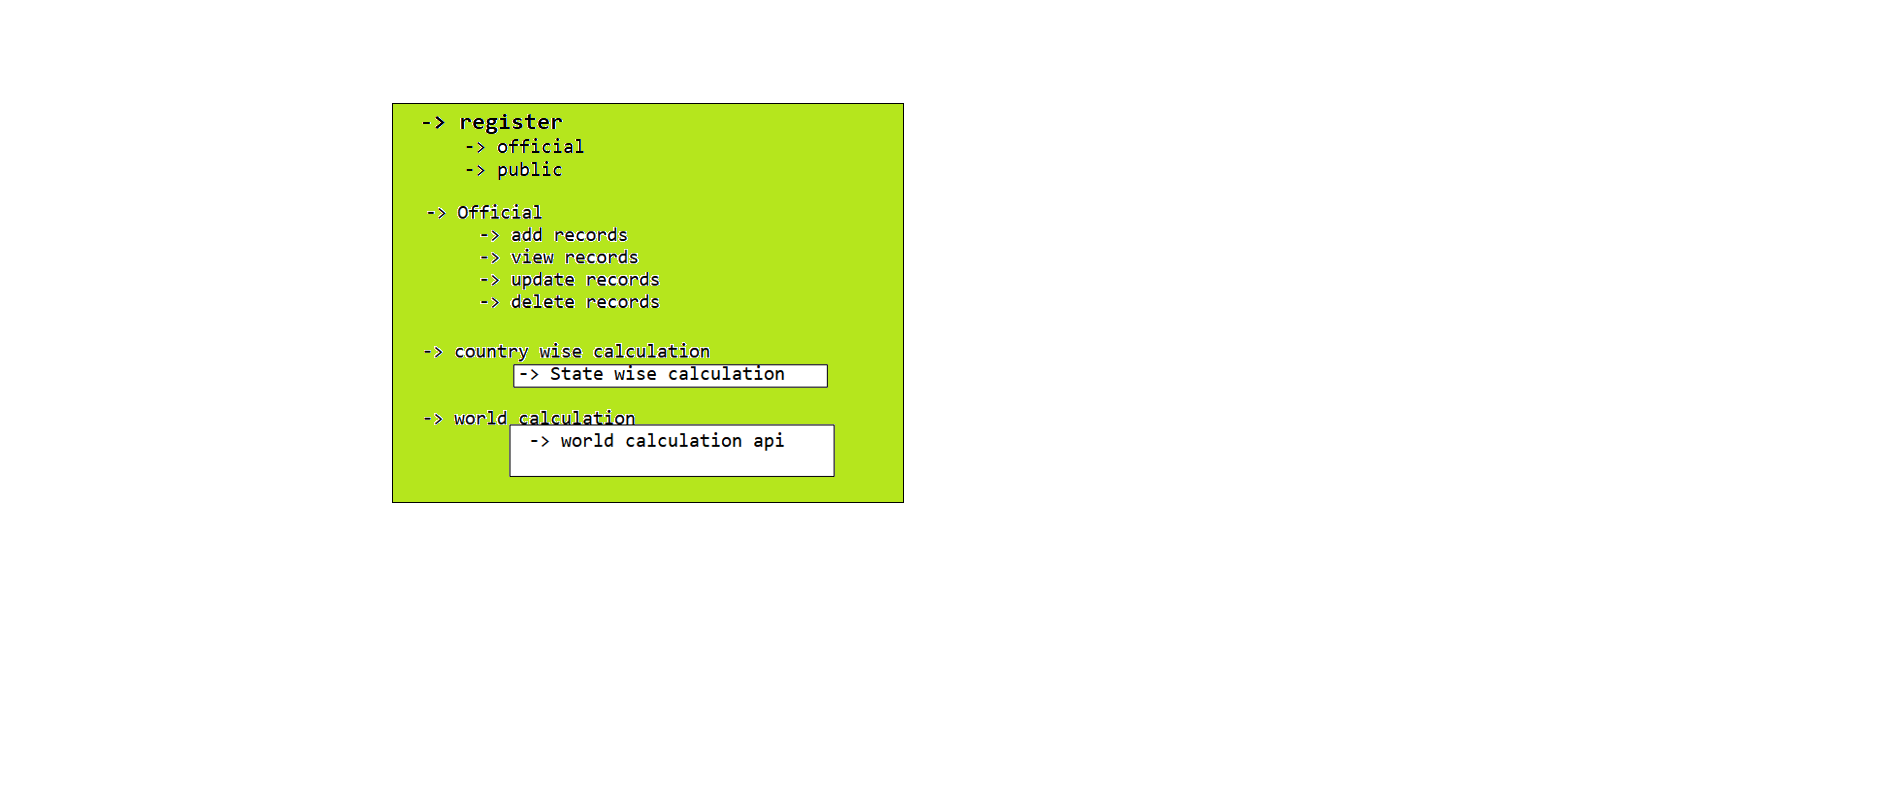 -> register
-> official
-> public
-> Official
-> add records
-> view records
-> update records
-> delete records
-> country wise calculation
-> State wise calculation
-> world calculation
-> world calculation api